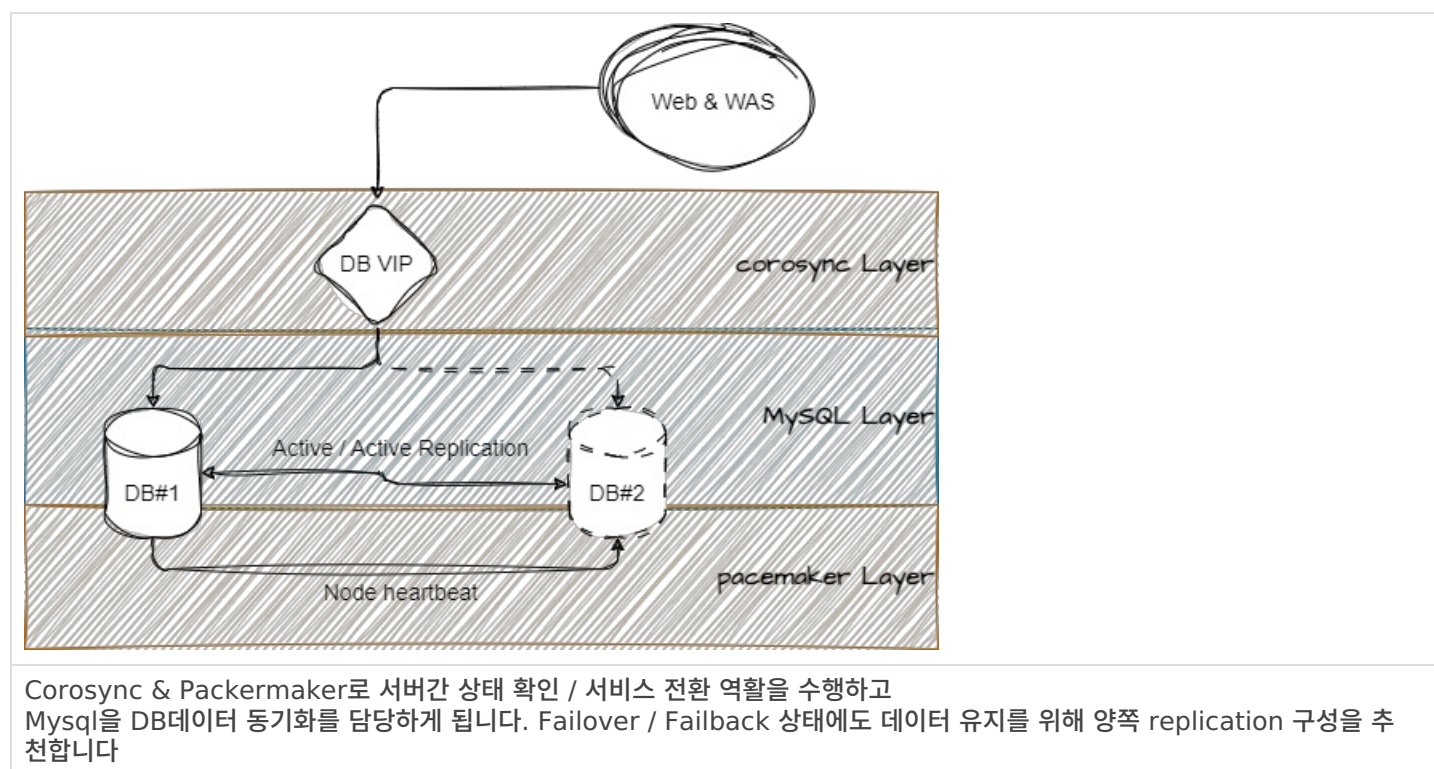 Web & WAS
DB VIP
corosync Layer
MySQL Layer
Active / Active Replication
DB#1
DB#2
pacemaker Layer
Node heartbeat
Corosync & Packermaker로 서버간 상태 확인 / 서비스 전환 역활을 수행하고
Mysql을 DB데이터 동기화를 담당하게 됩니다. Failover / Failback 상태에도 데이터 유지를 위해 양쪽 replication 구성을 추
천합니다